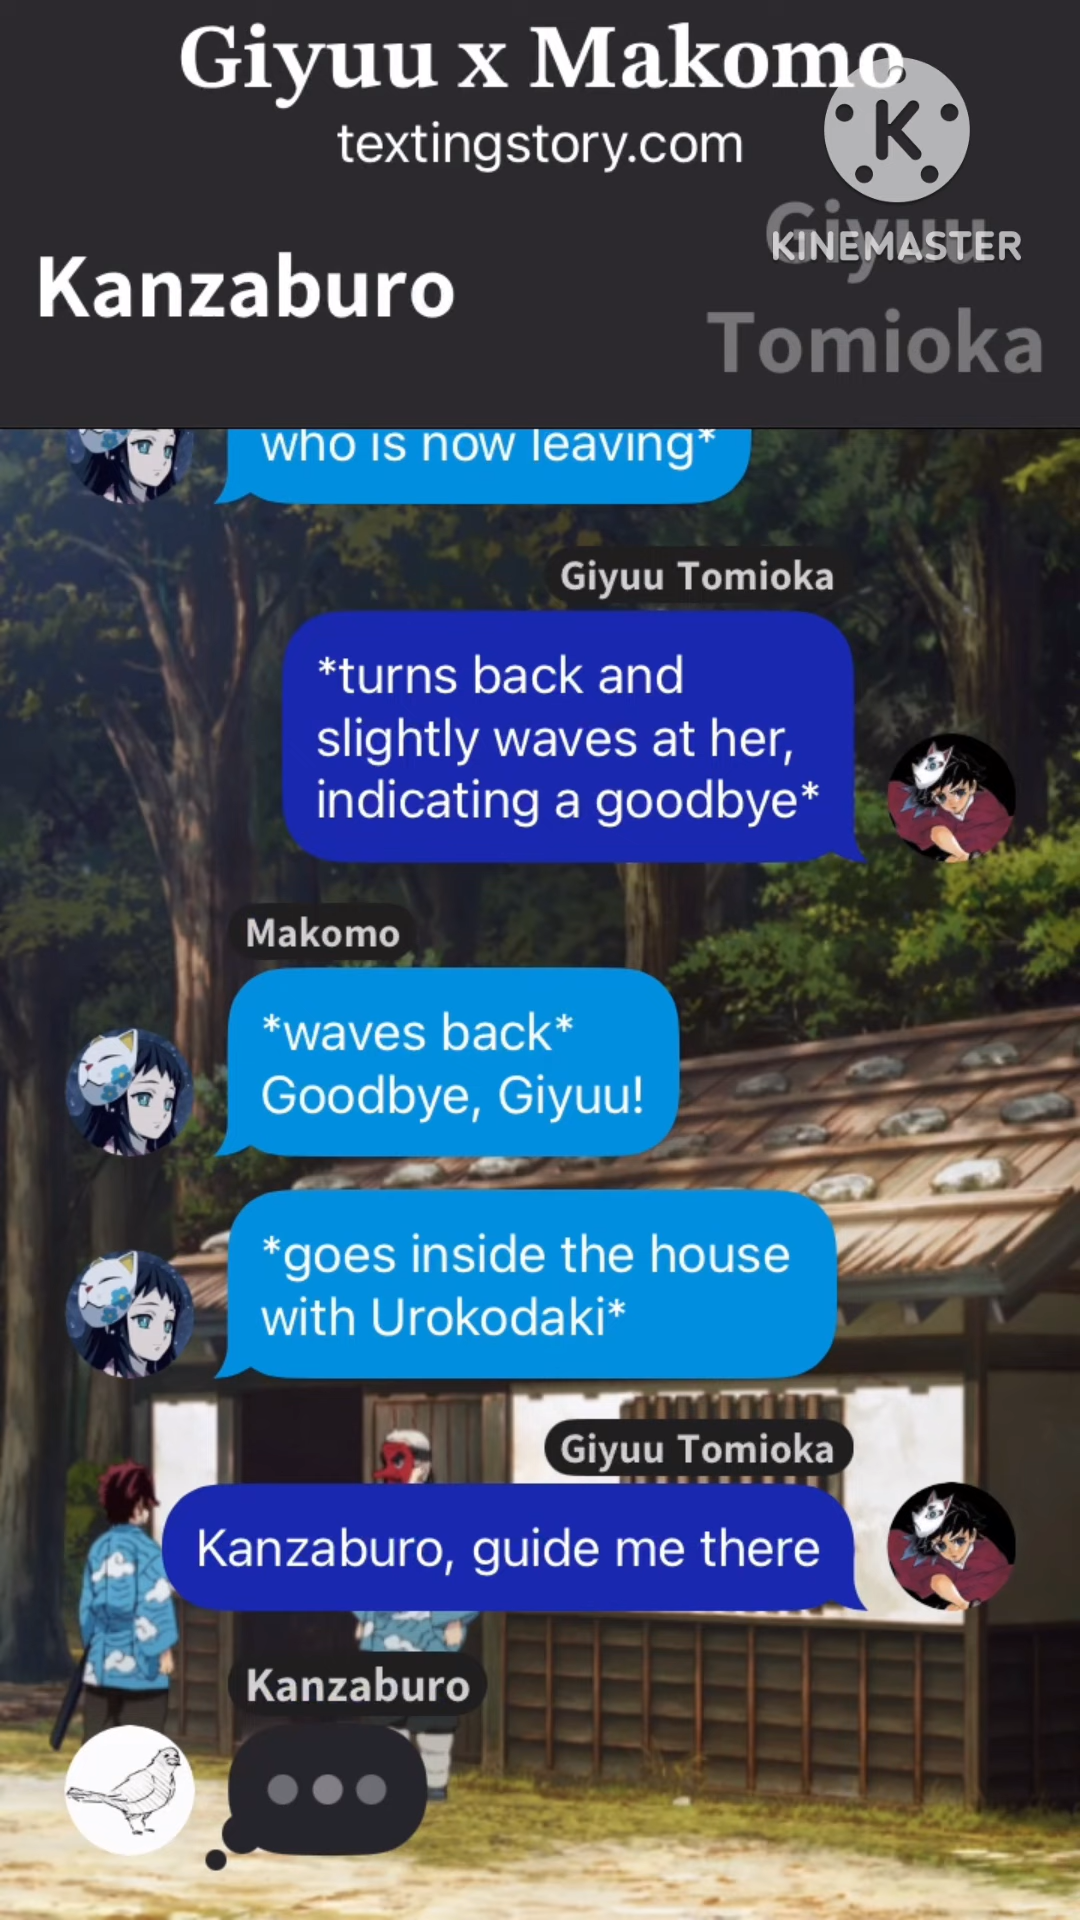 Giyuu x Makomo
textingstory.com
K
KINEMASTER
Kanzaburo
Giyuu
Tomioka
who is now leaving*
Giyuu Tomioka
*turns back and
slightly waves at her,
indicating a goodbye*
Makomo
*waves back*
Goodbye, Giyuu!
*goes inside the house
with Urokodaki*
Giyuu Tomioka
Kanzaburo, guide me there
Kanzaburo